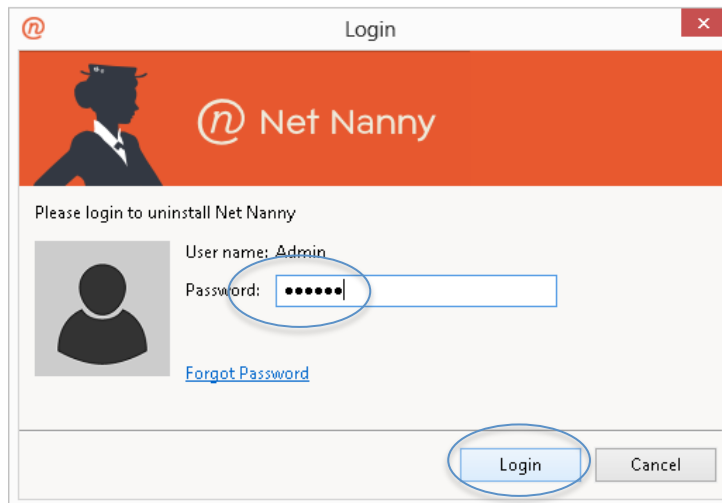 Login
Net Nanny
Please login to uninstall Net Nanny
User name: Admin
Password: ••••••
Forgot Password
Login Cancel